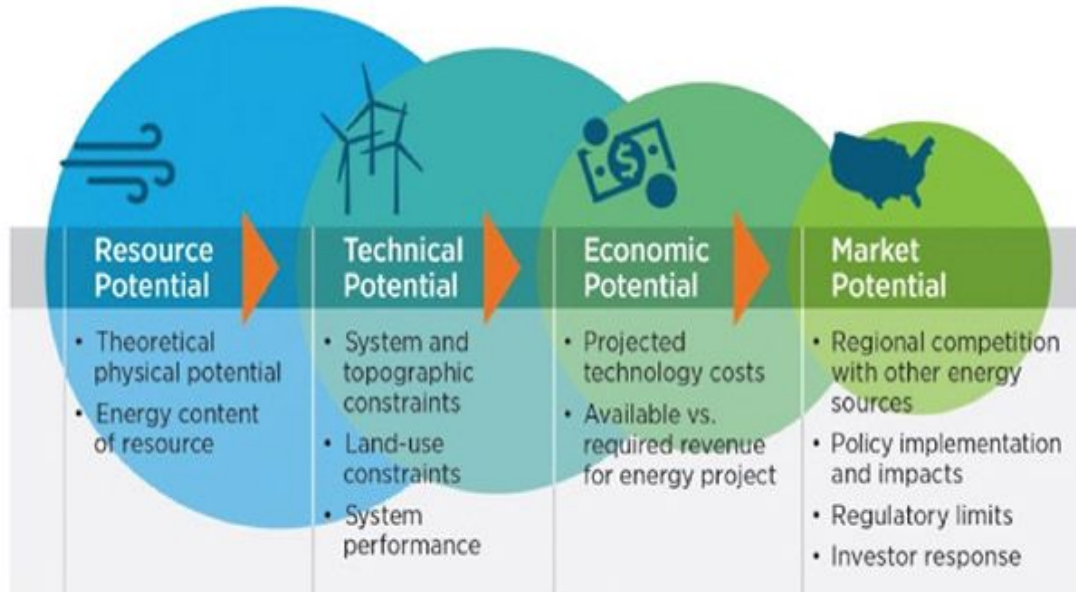 Resource
Potential
• Theoretical
physical potential
• Energy content
of resource
Technical
Potential
• System and
topographic
constraints
• Land-use
constraints
• System
performance
$
Economic
Potential
• Projected
technology costs
• Available vs.
required revenue
for energy project
Market
Potential
• Regional competition
with other energy
sources
• Policy implementation
and impacts
• Regulatory limits
• Investor response